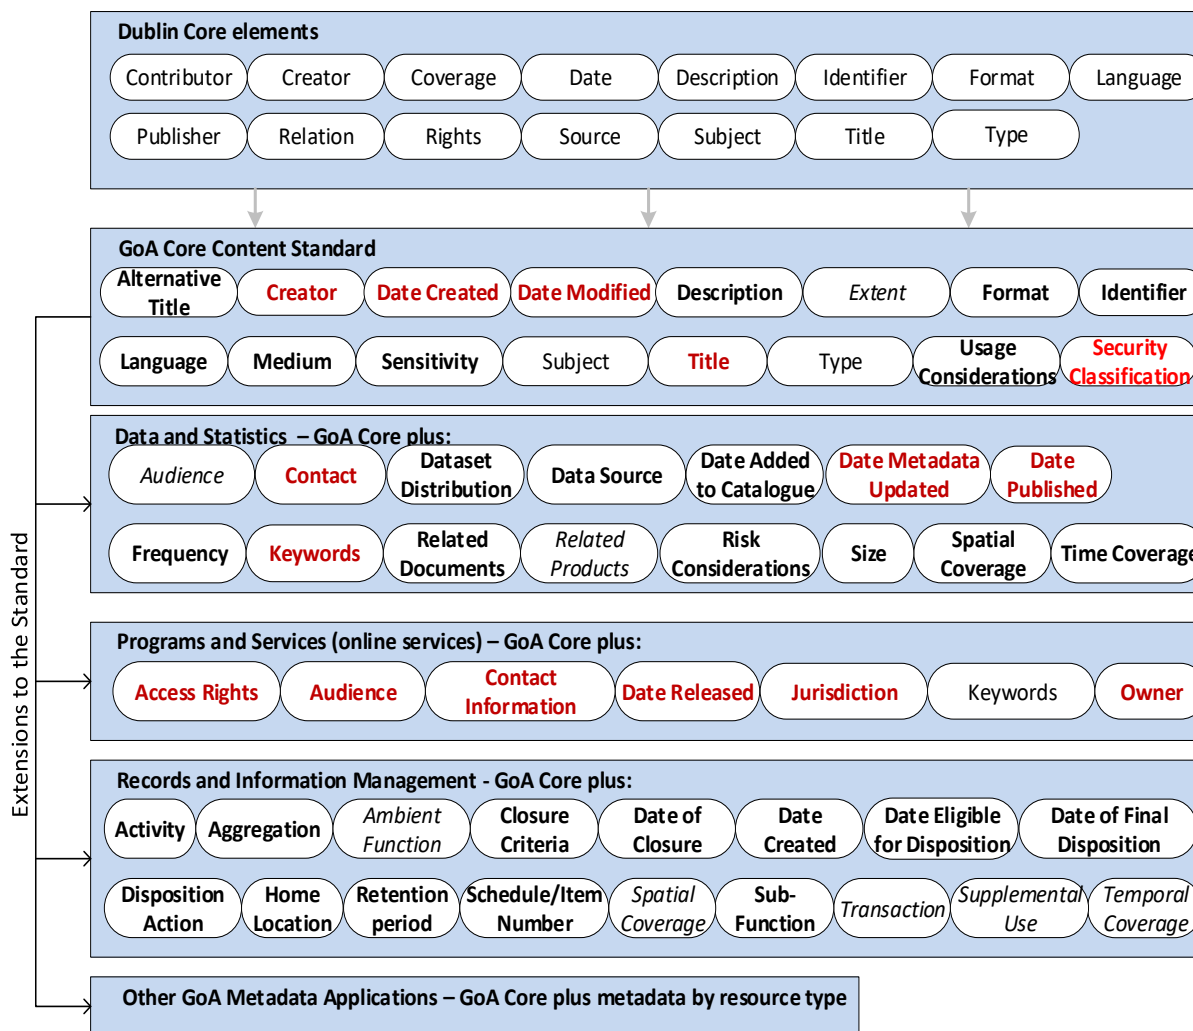 Dublin Core elements
Contributor Creator Coverage Date Description Identifier Format Language
Publisher Relation Rights Source Subject Title Type
GoA Core Content Standard
Alternative Title Creator Date Created Date Modified Description Extent Format Identifier
Language Medium Sensitivity Subject Title Type Usage Considerations Security Classification
Data and Statistics – GoA Core plus:
Audience Contact Dataset Distribution Data Source Date Added to Catalogue Date Metadata Updated Date Published
Frequency Keywords Related Documents Related Products Risk Considerations Size Spatial Coverage Time Coverage
Programs and Services (online services) – GoA Core plus:
Access Rights Audience Contact Information Date Released Jurisdiction Keywords Owner
Records and Information Management - GoA Core plus:
Activity Aggregation Ambient Function Closure Criteria Date of Closure Date Created Date Eligible for Disposition Date of Final Disposition
Disposition Action Home Location Retention period Schedule/Item Number Spatial Coverage Sub-Function Transaction Supplemental Use Temporal Coverage
Other GoA Metadata Applications – GoA Core plus metadata by resource type
Extensions to the Standard